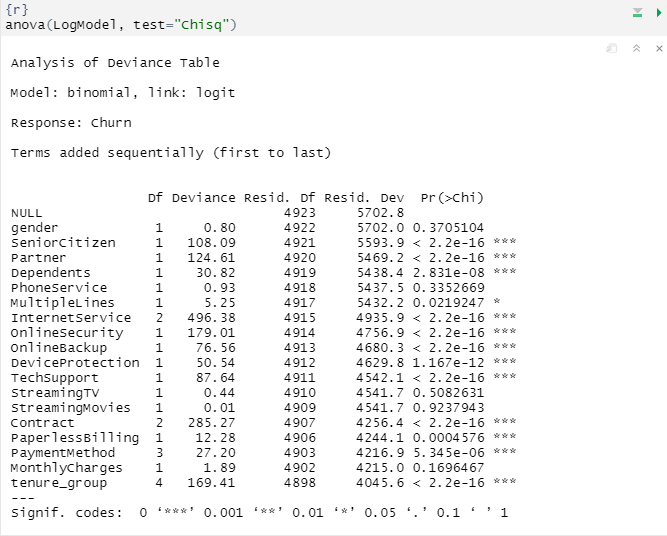 {r}
anova(LogModel, test="Chisq")
Analysis of Deviance Table
Model: binomial, link: logit
Response: Churn
Terms added sequentially (first to last)
Df Deviance Resid. Df Resid. Dev Pr(>Chi)
NULL 4923 5702.8
gender 1 0.80 4922 5702.0 0.3705104
SeniorCitizen 1 108.09 4921 5593.9 < 2.2e-16 ***
Partner 1 124.61 4920 5469.2 < 2.2e-16 ***
Dependents 1 30.82 4919 5438.4 2.831e-08 ***
PhoneService 1 0.93 4918 5437.5 0.3352669
MultipleLines 1 5.25 4917 5432.2 0.0219247 *
InternetService 2 496.38 4915 4935.9 < 2.2e-16 ***
OnlineSecurity 1 179.01 4914 4756.9 < 2.2e-16 ***
OnlineBackup 1 76.56 4913 4680.3 < 2.2e-16 ***
DeviceProtection 1 50.54 4912 4629.8 1.167e-12 ***
TechSupport 1 87.64 4911 4542.1 < 2.2e-16 ***
StreamingTV 1 0.44 4910 4541.7 0.5082631
StreamingMovies 1 0.01 4909 4541.7 0.9237943
Contract 2 285.27 4907 4256.4 < 2.2e-16 ***
PaperlessBilling 1 12.28 4906 4244.1 0.0004576 ***
PaymentMethod 3 27.20 4903 4216.9 5.345e-06 ***
MonthlyCharges 1 1.89 4902 4215.0 0.1696467
tenure_group 4 169.41 4898 4045.6 < 2.2e-16 ***
---
Signif. codes: 0 ‘***’ 0.001 ‘**’ 0.01 ‘*’ 0.05 ‘.’ 0.1 ‘ ’ 1